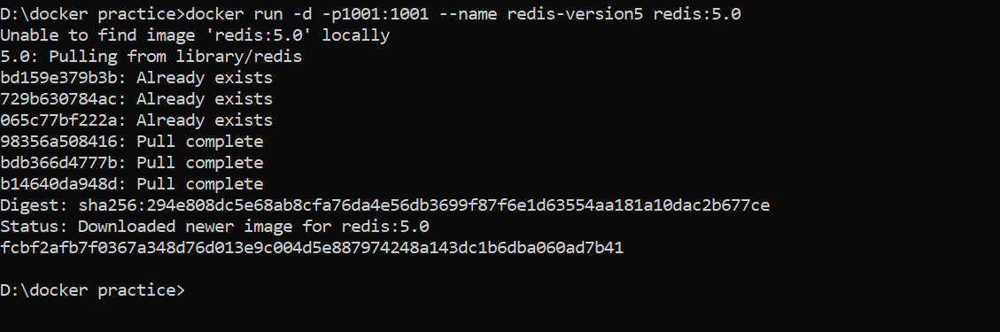 D:\docker practice>docker run -d -p1001:1001 --name redis-version5 redis:5.0
Unable to find image 'redis:5.0' locally
5.0: Pulling from library/redis
bd159e379b3b: Already exists
729b630784ac: Already exists
065c77bf222a: Already exists
98356a508416: Pull complete
bdb366d4777b: Pull complete
b14640da948d: Pull complete
Digest: sha256:294e808dc5e68ab8cfa76da4e56db3699f87f6e1d63554aa181a10dac2b677ce
Status: Downloaded newer image for redis:5.0
fcbf2afb7f0367a348d76d013e9c004d5e887974248a143dc1b6dba060ad7b41
D:\docker practice>